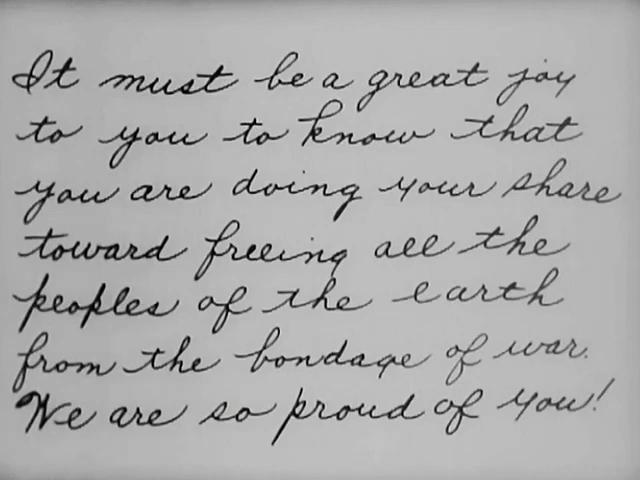 It must be a great joy
to you to know that
you are doing your share
toward freeing all the
peoples of the earth
from the bondage of war.
We are so proud of you!